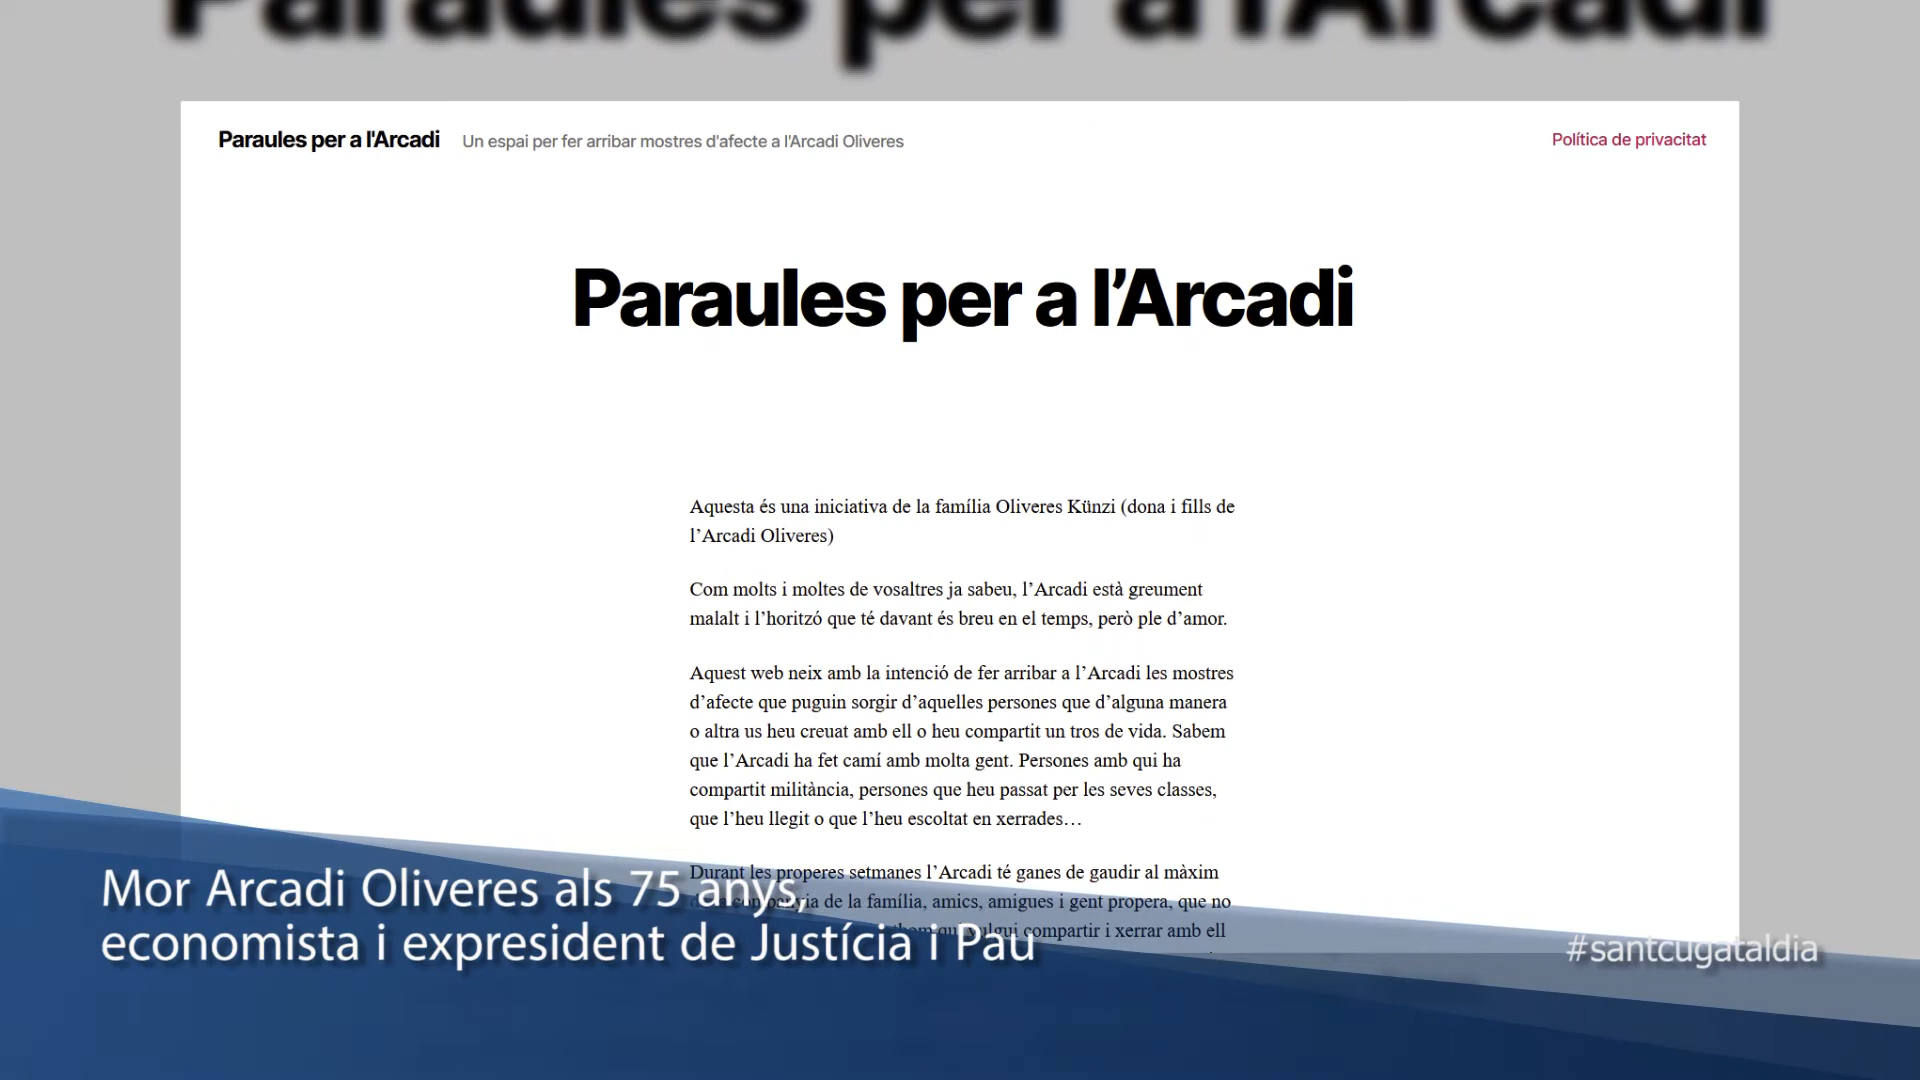 Paraules per a l'Arcadi
Paraules per a l'Arcadi Un espai per fer arribar mostres d'afecte a l'Arcadi Oliveres Política de privacitat
Paraules per a l’Arcadi
Aquesta és una iniciativa de la família Oliveres Künzi (dona i fills de
l’Arcadi Oliveres)
Com molts i moltes de vosaltres ja sabeu, l’Arcadi està greument
malalt i l’horitzó que té davant és breu en el temps, però ple d’amor.
Aquest web neix amb la intenció de fer arribar a l’Arcadi les mostres
d’afecte que puguin sorgir d’aquelles persones que d’alguna manera
o altra us heu creuat amb ell o heu compartit un tros de vida. Sabem
que l’Arcadi ha fet camí amb molta gent. Persones amb qui ha
compartit militància, persones que heu passat per les seves classes,
que l’heu llegit o que l’heu escoltat en xerrades…
Durant les properes setmanes l’Arcadi té ganes de gaudir al màxim
de la companyia de la família, amics, amigues i gent propera, que no
vulgui compartir i xerrar amb ell
Mor Arcadi Oliveres als 75 anys,
economista i expresident de Justícia i Pau
#santcugataldia